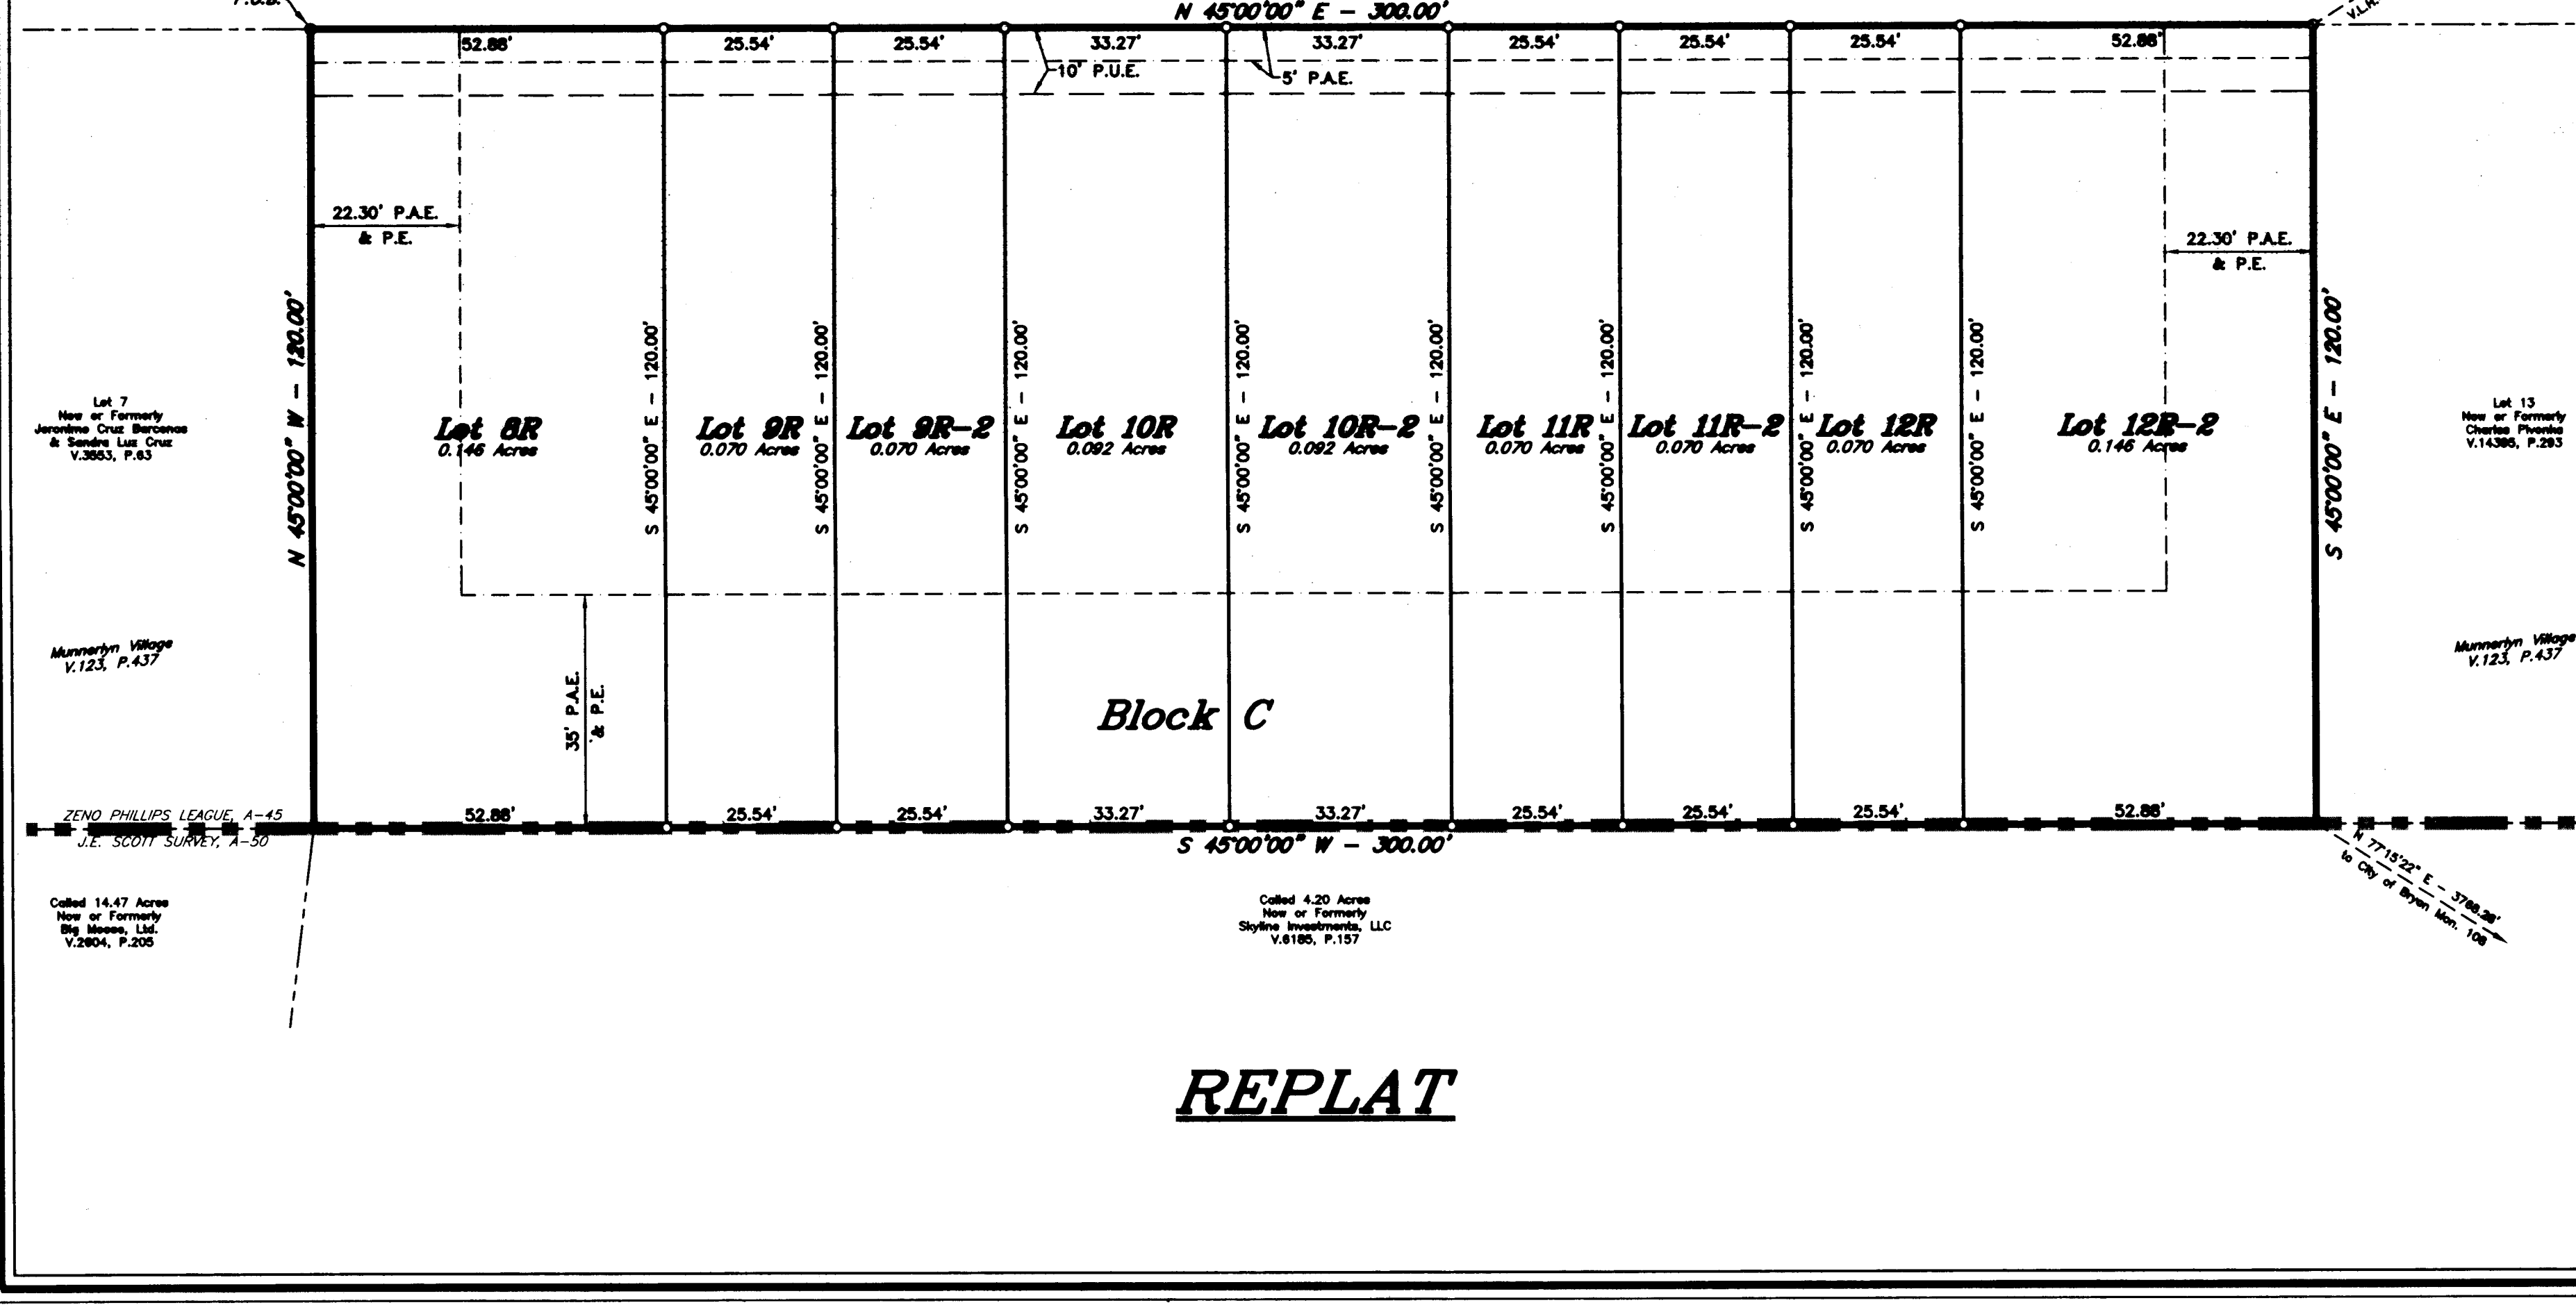 P.O.B.
N 45°00'00" E - 300.00'
V.L.H.
52.88'
25.54'
25.54'
33.27'
33.27'
25.54'
25.54'
25.54'
52.88'
10' P.U.E.
5' P.A.E.
22.30' P.A.E.
& P.E.
22.30' P.A.E.
& P.E.
N 45°00'00" W - 120.00'
S 45°00'00" E - 120.00'
S 45°00'00" E - 120.00'
S 45°00'00" E - 120.00'
S 45°00'00" E - 120.00'
S 45°00'00" E - 120.00'
S 45°00'00" E - 120.00'
S 45°00'00" E - 120.00'
S 45°00'00" E - 120.00'
S 45°00'00" E - 120.00'
Lot 7
Now or Formerly
Jeronimo Cruz Barcenas
& Sandra Luz Cruz
V.3553, P.63
Lot 8R
0.146 Acres
Lot 9R
0.070 Acres
Lot 9R-2
0.070 Acres
Lot 10R
0.092 Acres
Lot 10R-2
0.092 Acres
Lot 11R
0.070 Acres
Lot 11R-2
0.070 Acres
Lot 12R
0.070 Acres
Lot 12R-2
0.146 Acres
Lot 13
Now or Formerly
Charles Pivonka
V.14395, P.293
Munnerlyn Village
V.123, P.437
Munnerlyn Village
V.123, P.437
35' P.A.E.
& P.E.
Block C
ZENO PHILLIPS LEAGUE, A-45
J.E. SCOTT SURVEY, A-50
52.88'
25.54'
25.54'
33.27'
33.27'
25.54'
25.54'
25.54'
52.88'
S 45°00'00" W - 300.00'
N 77°15'22" E - 3768.28'
to City of Bryan Mon. 108
Called 14.47 Acres
Now or Formerly
Big Moose, Ltd.
V.2604, P.205
Called 4.20 Acres
Now or Formerly
Skyline Investments, LLC
V.6185, P.157
REPLAT